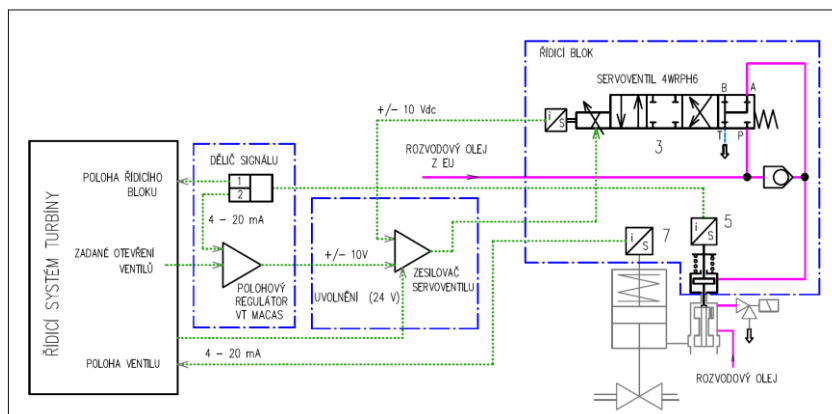 ŘÍDICÍ BLOK
SERVOVENTIL 4WRPH6
B
A
T
P
3
i
S
+/- 10 Vdc
ROZVODOVÝ OLEJ
Z EU
DĚLIČ SIGNÁLU
1
2
POLOHA ŘÍDICÍHO
BLOKU
4 - 20 mA
ZADANÉ OTEVŘENÍ
VENTILŮ
ŘÍDICÍ SYSTÉM TURBÍNY
POLOHOVÝ
REGULÁTOR
VT MACAS
+/- 10V
UVOLNĚNÍ (24 V)
ZESILOVAČ
SERVOVENTILU
i
S
7
i
S
5
4 - 20 mA
POLOHA VENTILU
ROZVODOVÝ OLEJ